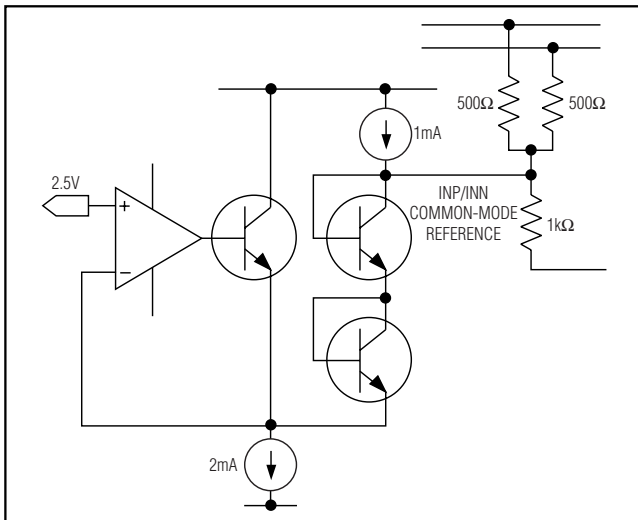 500Ω
500Ω
1mA
2.5V
INP/INN
COMMON-MODE
REFERENCE
1kΩ
+
−
2mA